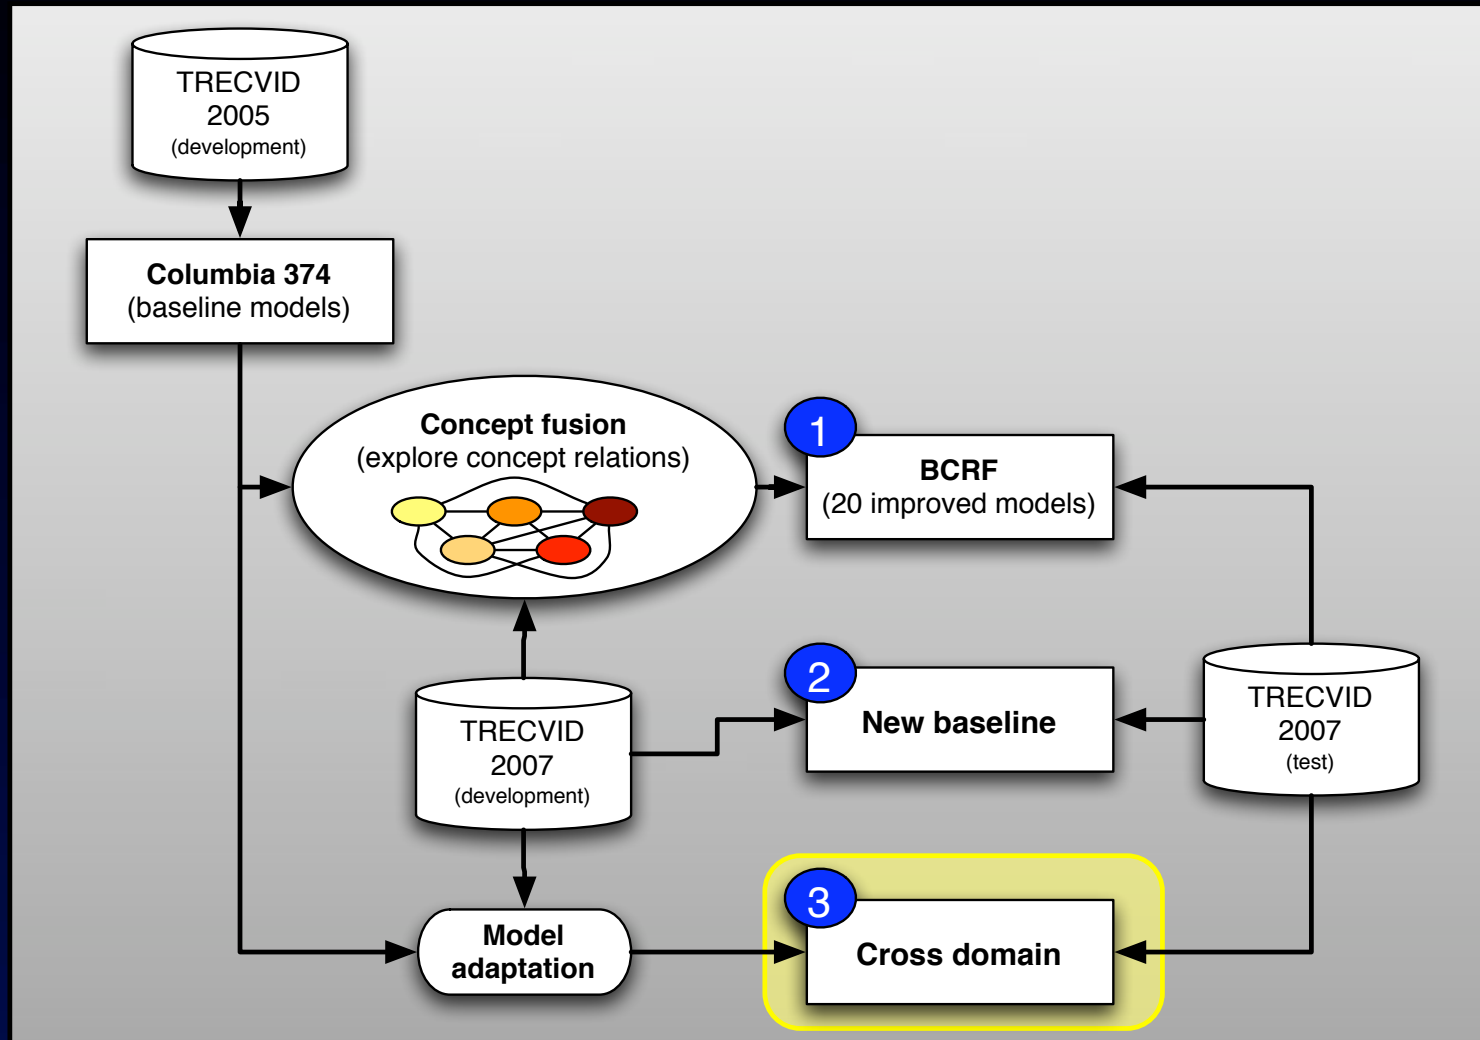 TRECVID
2005
(development)
Columbia 374
(baseline models)
Concept fusion
(explore concept relations)
1
BCRF
(20 improved models)
TRECVID
2007
(development)
2
New baseline
TRECVID
2007
(test)
Model
adaptation
3
Cross domain